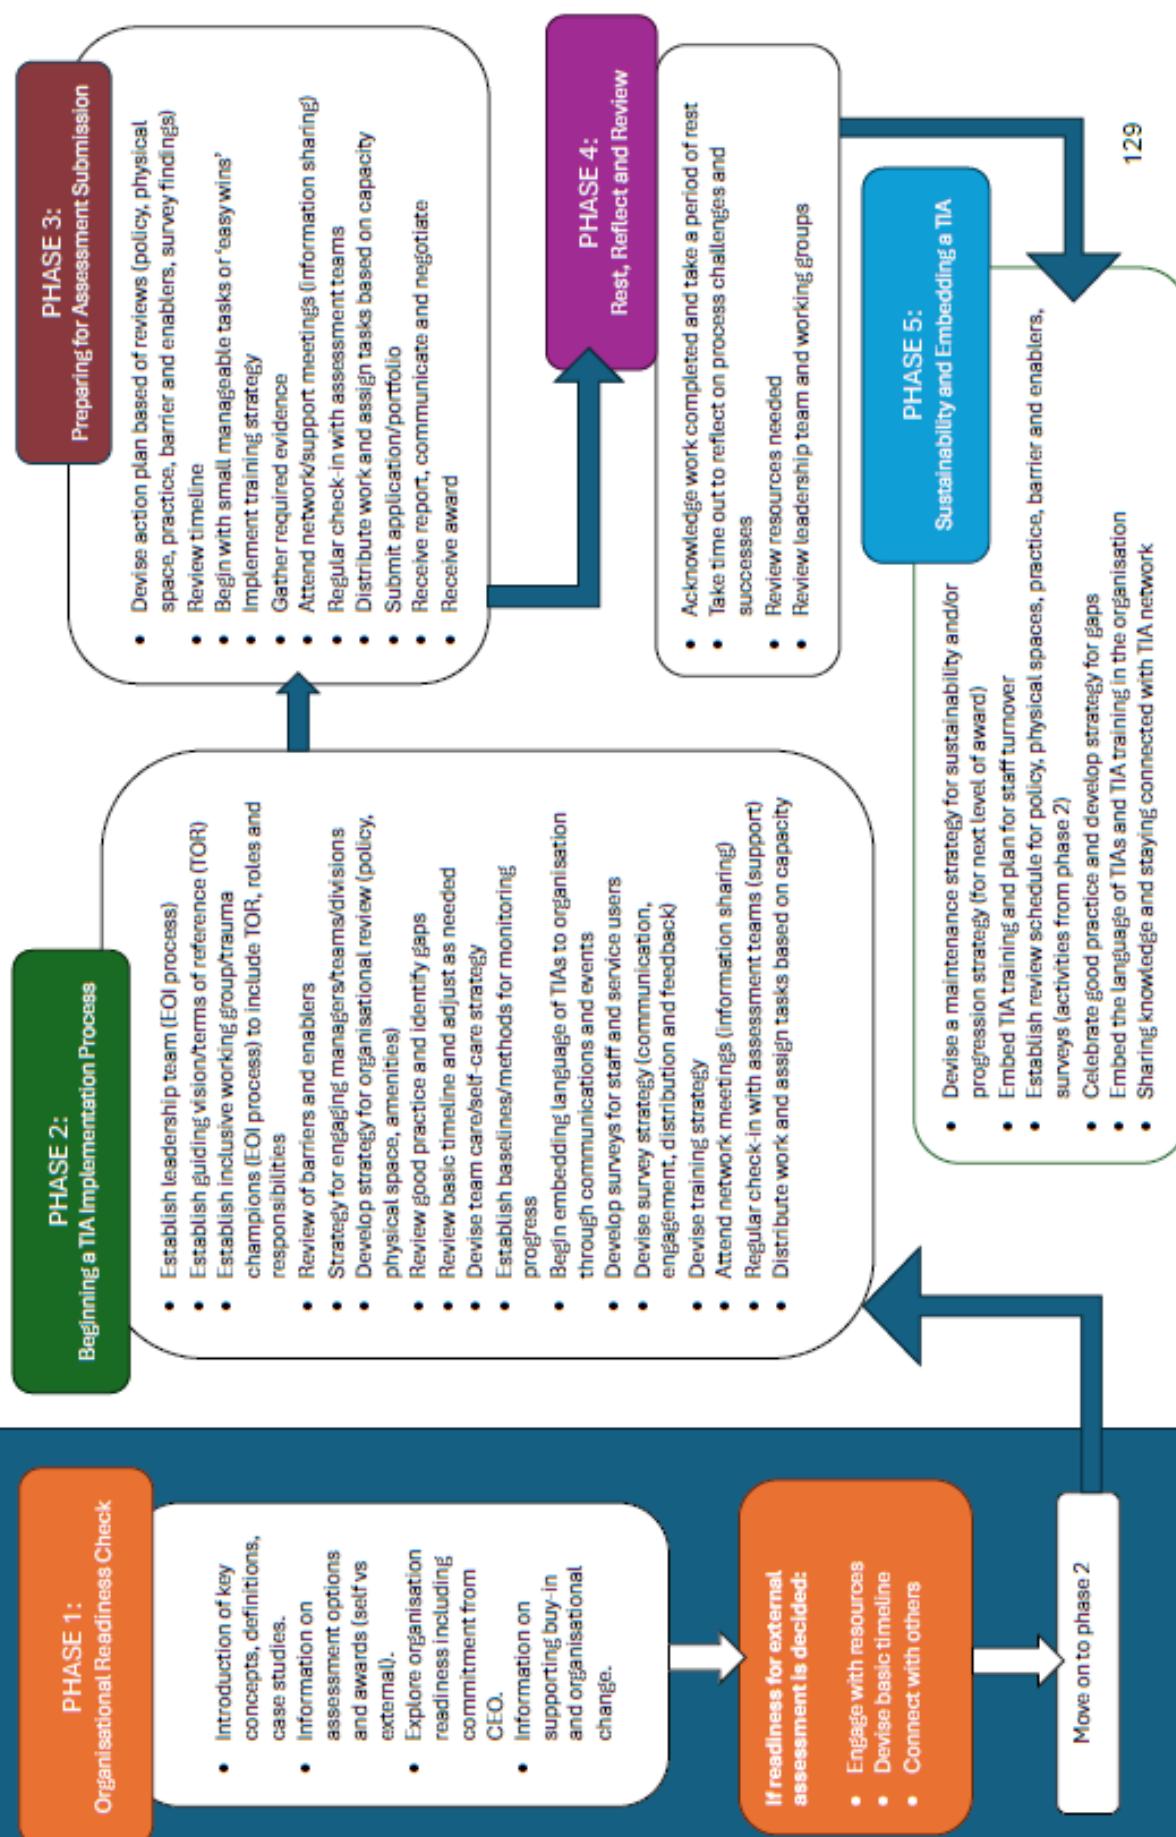 PHASE 1:
Organisational Readiness Check
• Introduction of key
concepts, definitions,
case studies.
• Information on
assessment options
and awards (self vs
external).
• Explore organisation
readiness including
commitment from
CEO.
• Information on
supporting buy-in
and organisational
change.
If readiness for external
assessment is decided:
• Engage with resources
• Devise basic timeline
• Connect with others
Move on to phase 2
PHASE 2:
Beginning a TIA Implementation Process
• Establish leadership team (EOI process)
• Establish guiding vision/terms of reference (TOR)
• Establish inclusive working group/trauma
champions (EOI process) to include TOR, roles and
responsibilities
• Review of barriers and enablers
• Strategy for engaging managers/teams/divisions
• Develop strategy for organisational review (policy,
physical space, amenities)
• Review good practice and identify gaps
• Review basic timeline and adjust as needed
• Devise team care/self-care strategy
• Establish baselines/methods for monitoring
progress
• Begin embedding language of TIAs to organisation
through communications and events
• Develop surveys for staff and service users
• Devise survey strategy (communication,
engagement, distribution and feedback)
• Devise training strategy
• Attend network meetings (information sharing)
• Regular check-in with assessment teams (support)
• Distribute work and assign tasks based on capacity
PHASE 3:
Preparing for Assessment Submission
• Devise action plan based of reviews (policy, physical
space, practice, barrier and enablers, survey findings)
• Review timeline
• Begin with small manageable tasks or ‘easy wins’
• Implement training strategy
• Gather required evidence
• Attend network/support meetings (information sharing)
• Regular check-in with assessment teams
• Distribute work and assign tasks based on capacity
• Submit application/portfolio
• Receive report, communicate and negotiate
• Receive award
PHASE 4:
Rest, Reflect and Review
• Acknowledge work completed and take a period of rest
• Take time out to reflect on process challenges and
successes
• Review resources needed
• Review leadership team and working groups
PHASE 5:
Sustainability and Embedding a TIA
• Devise a maintenance strategy for sustainability and/or
progression strategy (for next level of award)
• Embed TIA training and plan for staff turnover
• Establish review schedule for policy, physical spaces, practice, barrier and enablers,
surveys (activities from phase 2)
• Celebrate good practice and develop strategy for gaps
• Embed the language of TIAs and TIA training in the organisation
• Sharing knowledge and staying connected with TIA network
129